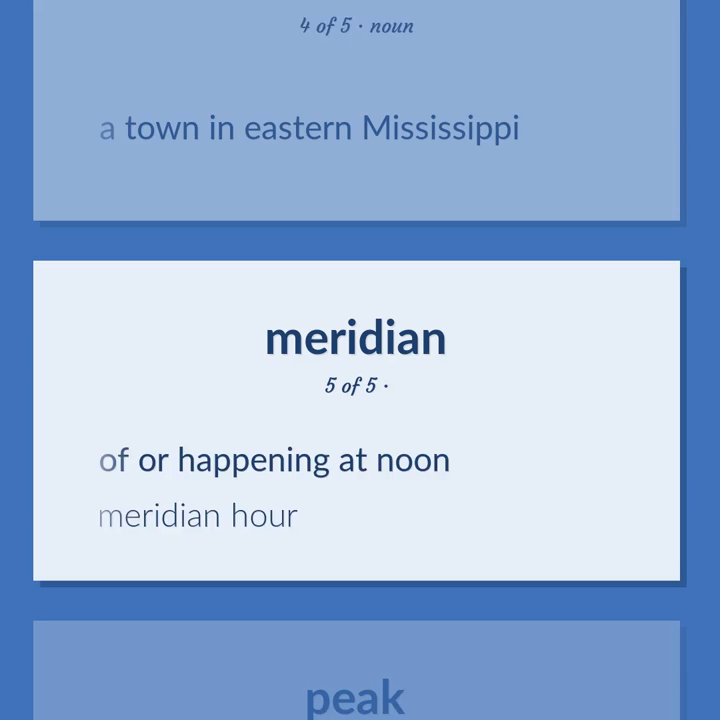 4 of 5 · noun
a town in eastern Mississippi
meridian
5 of 5 ·
of or happening at noon
meridian hour
peak